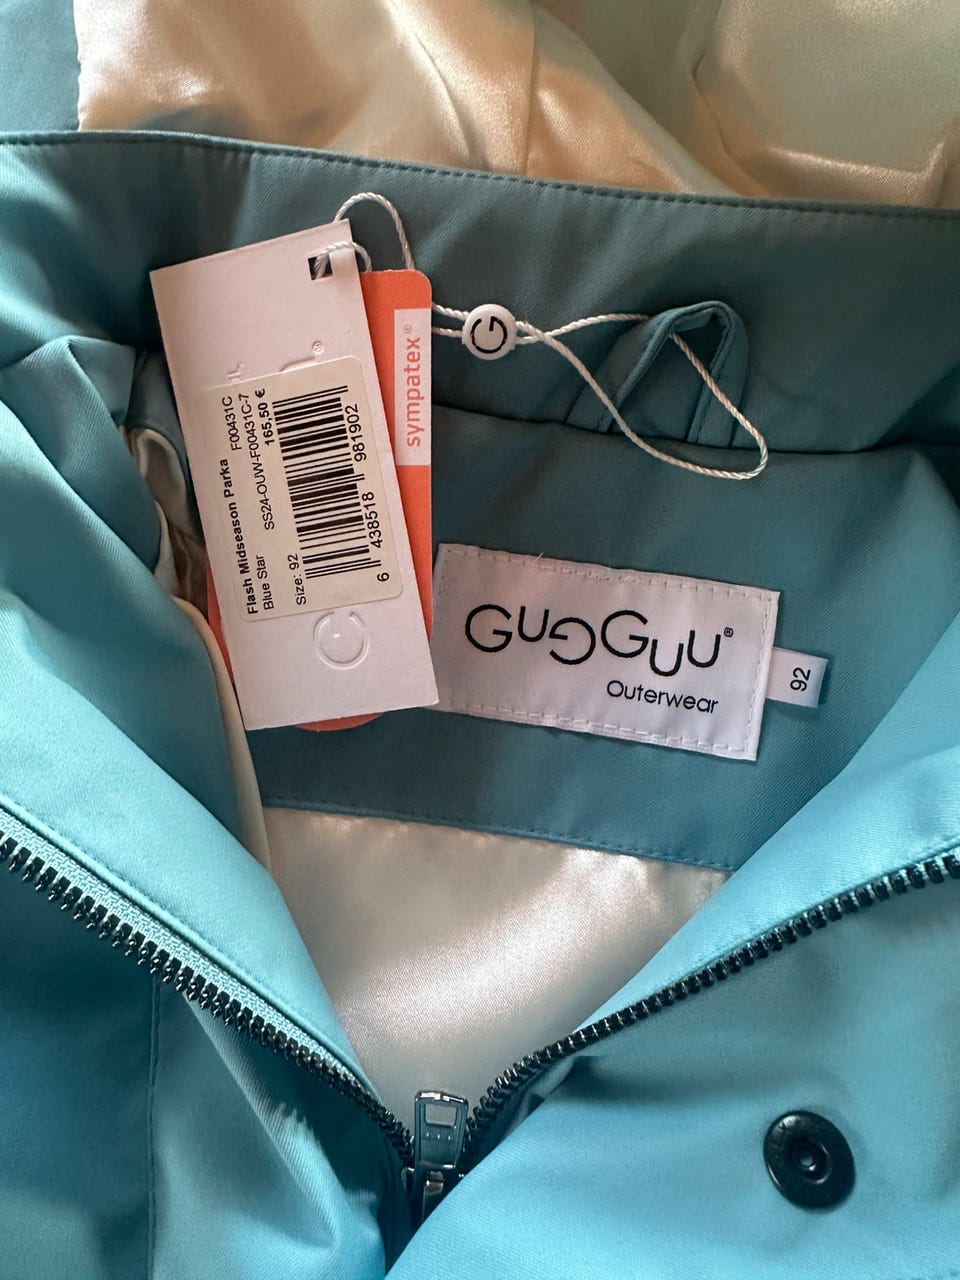 Flash Midseason Parka
F00431C
Blue Star
SS24-OUW-F00431C-7
165,50 €
Size: 92
6 438518 981902
sympatex®
G
GUGGUU®
Outerwear
92